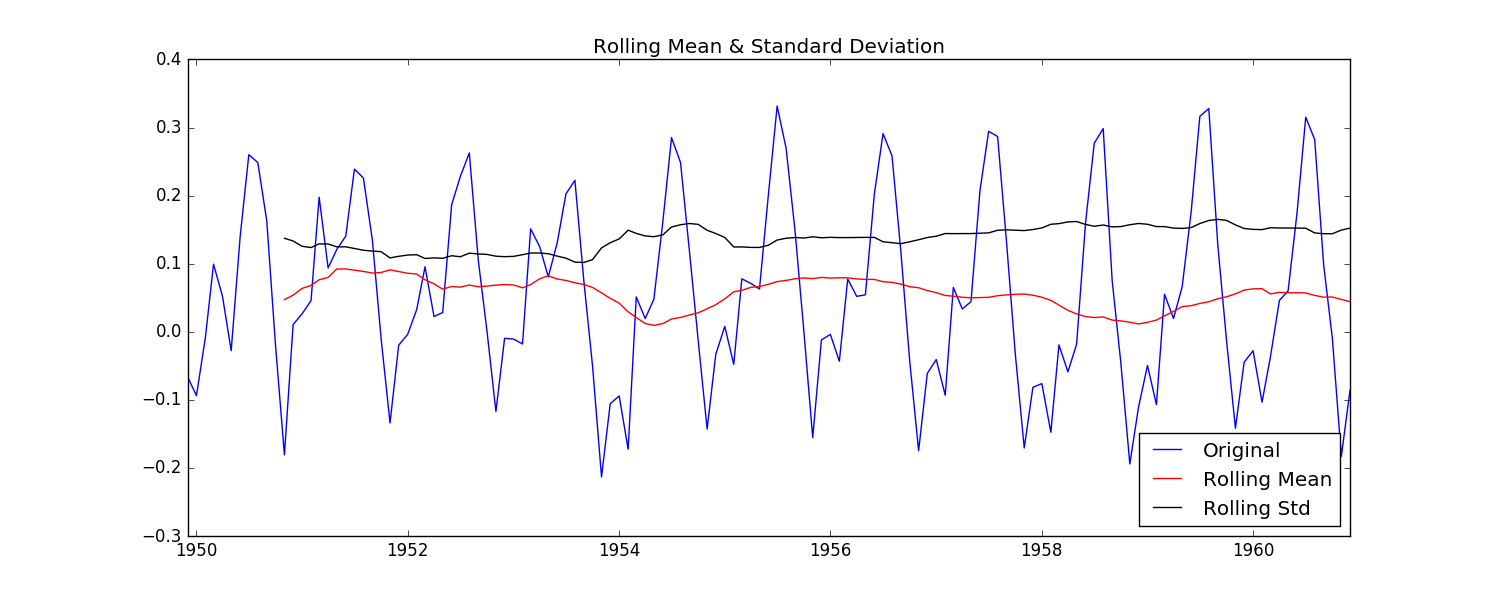 Rolling Mean & Standard Deviation
0.4
0.3
0.2
0.1
0.0
−0.1
−0.2
−0.3
1950 1952 1954 1956 1958 1960
Original
Rolling Mean
Rolling Std